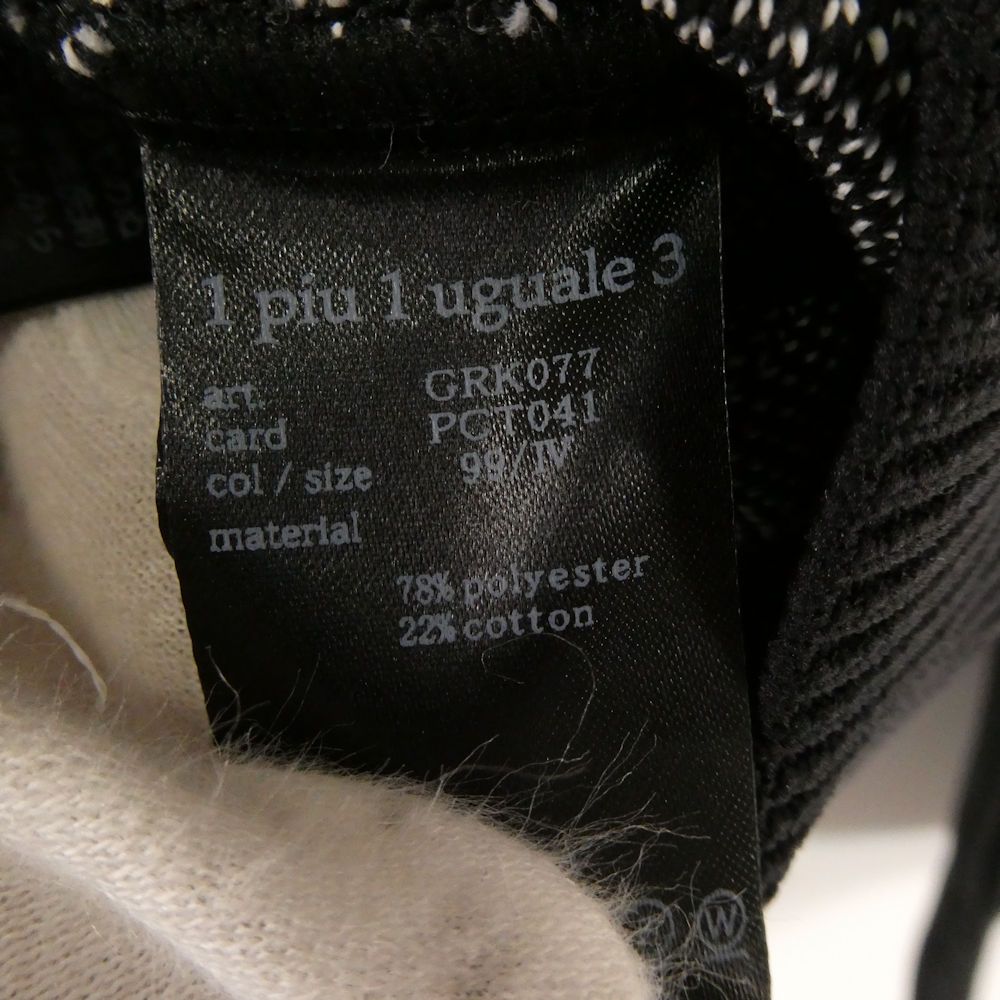 1 piu 1 uguale 3
art. GRK077
card PCT041
col / size 99/IV
material
78% polyester
22% cotton
W